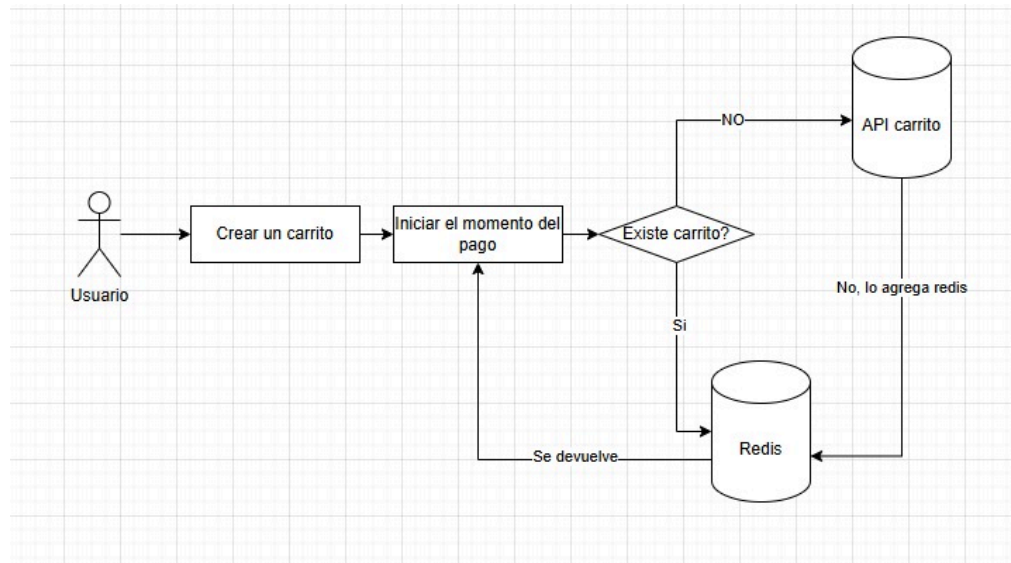 NO
API carrito
Crear un carrito
Iniciar el momento del
pago
Existe carrito?
Usuario
No, lo agrega redis
Si
Redis
Se devuelve